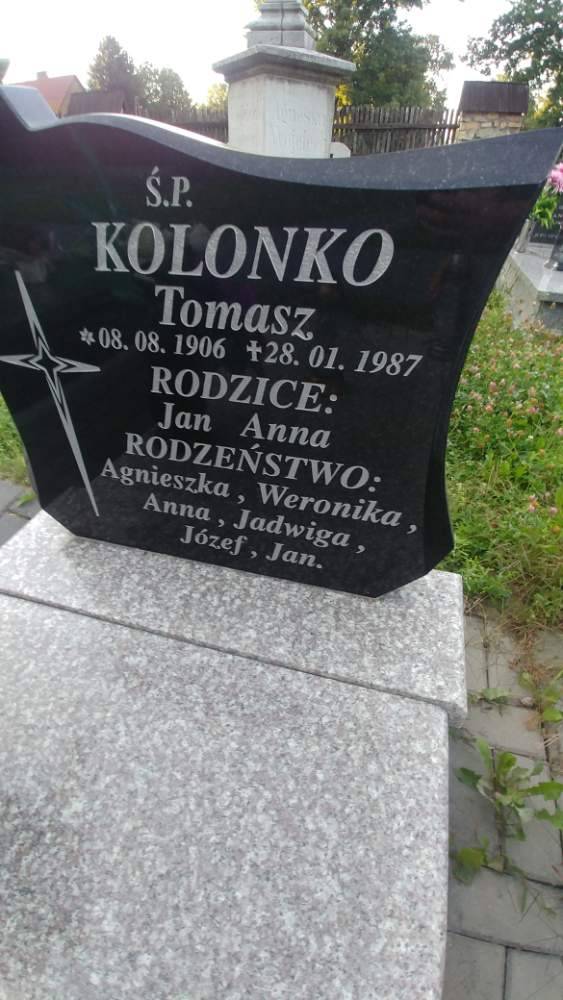 Ś.P.
KOLONKO
Tomasz
*08. 08. 1906 ✝28. 01. 1987
RODZICE:
Jan Anna
RODZEŃSTWO:
Agnieszka , Weronika ,
Anna , Jadwiga ,
Józef , Jan.